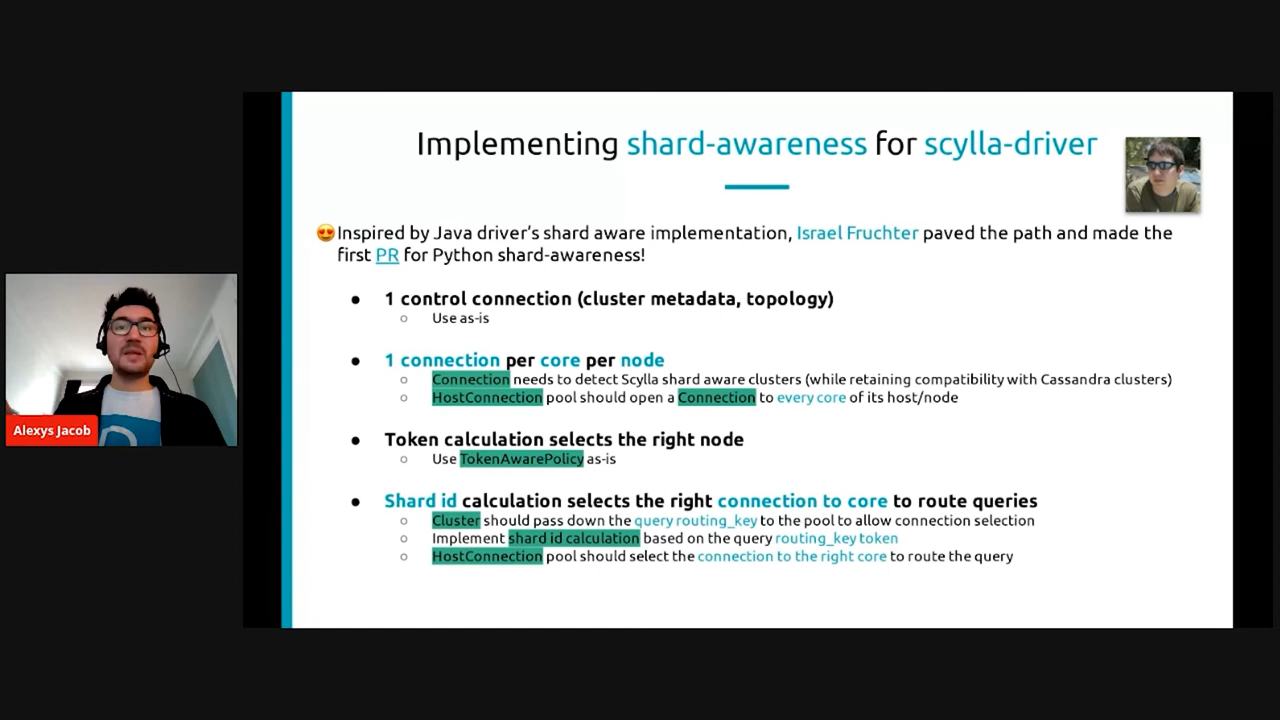 Implementing shard-awareness for scylla-driver
😍Inspired by Java driver's shard aware implementation, Israel Fruchter paved the path and made the
first PR for Python shard-awareness!
● 1 control connection (cluster metadata, topology)
○ Use as-is
● 1 connection per core per node
○ Connection needs to detect Scylla shard aware clusters (while retaining compatibility with Cassandra clusters)
○ HostConnection pool should open a Connection to every core of its host/node
● Token calculation selects the right node
○ Use TokenAwarePolicy as-is
● Shard id calculation selects the right connection to core to route queries
○ Cluster should pass down the query routing_key to the pool to allow connection selection
○ Implement shard id calculation based on the query routing_key token
○ HostConnection pool should select the connection to the right core to route the query
Alexys Jacob